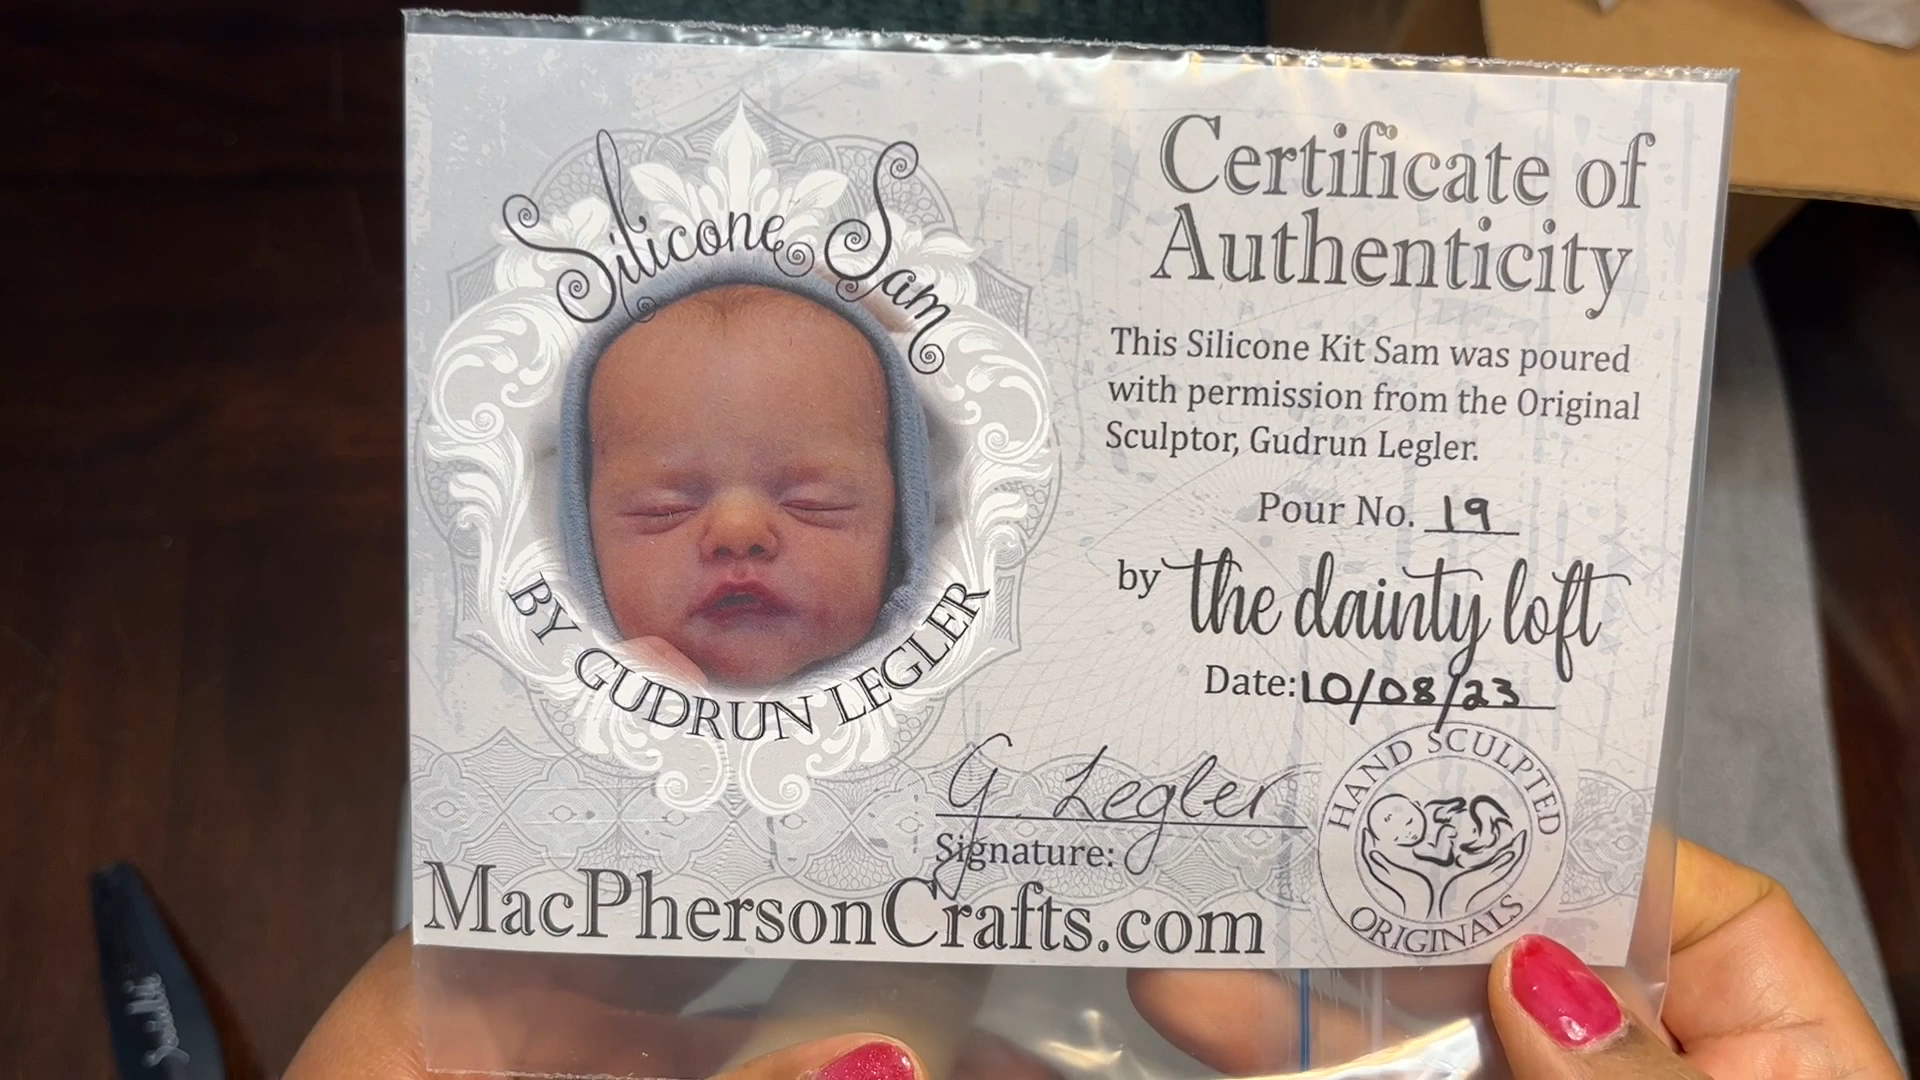 Silicone Sam
BY GUDRUN LEGLER
Certificate of
Authenticity
This Silicone Kit Sam was poured
with permission from the Original
Sculptor, Gudrun Legler.
Pour No. 19
by the dainty loft
Date: 10/08/23
G. Legler
Signature:
MacPhersonCrafts.com
HAND SCULPTED
ORIGINALS